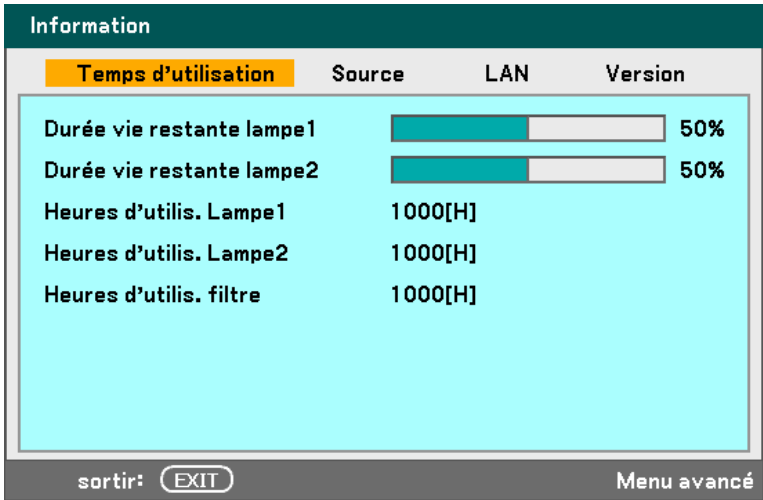 Information
Temps d'utilisation Source LAN Version
Durée vie restante lampe1 50%
Durée vie restante lampe2 50%
Heures d'utilis. Lampe1 1000[H]
Heures d'utilis. Lampe2 1000[H]
Heures d'utilis. filtre 1000[H]
sortir: EXIT Menu avancé